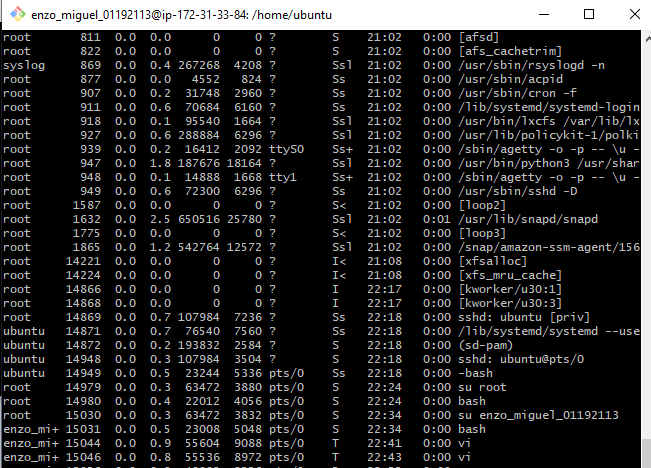 enzo_miguel_01192113@ip-172-31-33-84: /home/ubuntu
root 811 0.0 0.0 0 0 ? S 21:02 0:00 [afsd]
root 822 0.0 0.0 0 0 ? S 21:02 0:00 [afs_cachetrim]
syslog 869 0.0 0.4 267268 4208 ? Ssl 21:02 0:00 /usr/sbin/rsyslogd -n
root 877 0.0 0.0 4552 824 ? Ss 21:02 0:00 /usr/sbin/acpid
root 907 0.0 0.2 31748 2960 ? Ss 21:02 0:00 /usr/sbin/cron -f
root 911 0.0 0.6 70684 6160 ? Ss 21:02 0:00 /lib/systemd/systemd-login
root 918 0.0 0.1 95540 1664 ? Ssl 21:02 0:00 /usr/bin/lxcfs /var/lib/lx
root 927 0.0 0.6 288884 6296 ? Ssl 21:02 0:00 /usr/lib/policykit-1/polki
root 939 0.0 0.2 16412 2092 ttyS0 Ss+ 21:02 0:00 /sbin/agetty -o -p -- \u -
root 947 0.0 1.8 187676 18164 ? Ssl 21:02 0:00 /usr/bin/python3 /usr/shar
root 948 0.0 0.1 14888 1668 tty1 Ss+ 21:02 0:00 /sbin/agetty -o -p -- \u -
root 949 0.0 0.6 72300 6296 ? Ss 21:02 0:00 /usr/sbin/sshd -D
root 1587 0.0 0.0 0 0 ? S< 21:02 0:00 [loop2]
root 1632 0.0 2.5 650516 25780 ? Ssl 21:02 0:01 /usr/lib/snapd/snapd
root 1775 0.0 0.0 0 0 ? S< 21:02 0:00 [loop3]
root 1865 0.0 1.2 542764 12572 ? Ssl 21:02 0:00 /snap/amazon-ssm-agent/156
root 14221 0.0 0.0 0 0 ? I< 21:08 0:00 [xfsalloc]
root 14224 0.0 0.0 0 0 ? I< 21:08 0:00 [xfs_mru_cache]
root 14866 0.0 0.0 0 0 ? I 22:17 0:00 [kworker/u30:1]
root 14868 0.0 0.0 0 0 ? I 22:17 0:00 [kworker/u30:3]
root 14869 0.0 0.7 107984 7236 ? Ss 22:18 0:00 sshd: ubuntu [priv]
ubuntu 14871 0.0 0.7 76540 7560 ? Ss 22:18 0:00 /lib/systemd/systemd --use
ubuntu 14872 0.0 0.2 193832 2584 ? S 22:18 0:00 (sd-pam)
ubuntu 14948 0.0 0.3 107984 3504 ? S 22:18 0:00 sshd: ubuntu@pts/0
ubuntu 14949 0.0 0.5 23244 5336 pts/0 Ss 22:18 0:00 -bash
root 14979 0.0 0.3 63472 3880 pts/0 S 22:24 0:00 su root
root 14980 0.0 0.4 22012 4056 pts/0 S 22:24 0:00 bash
root 15030 0.0 0.3 63472 3832 pts/0 S 22:34 0:00 su enzo_miguel_01192113
enzo_mi+ 15031 0.0 0.5 23008 5048 pts/0 S 22:34 0:00 bash
enzo_mi+ 15044 0.0 0.9 55604 9088 pts/0 T 22:41 0:00 vi
enzo_mi+ 15046 0.0 0.8 55536 8972 pts/0 T 22:43 0:00 vi